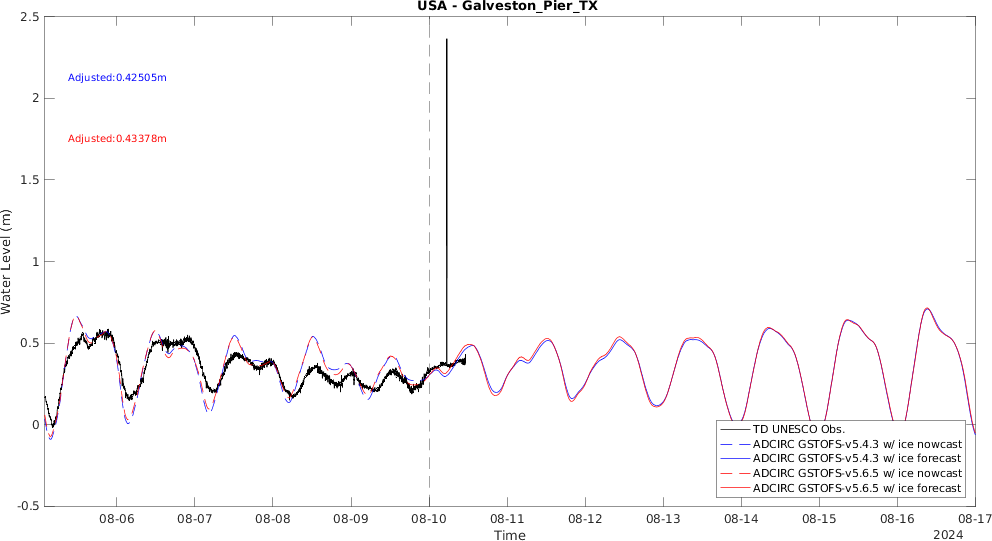 USA - Galveston_Pier_TX
2.5
2
1.5
1
0.5
0
-0.5
Water Level (m)
Adjusted:0.42505m
Adjusted:0.43378m
TD UNESCO Obs.
ADCIRC GSTOFS-v5.4.3 w/ ice nowcast
ADCIRC GSTOFS-v5.4.3 w/ ice forecast
ADCIRC GSTOFS-v5.6.5 w/ ice nowcast
ADCIRC GSTOFS-v5.6.5 w/ ice forecast
08-06 08-07 08-08 08-09 08-10 08-11 08-12 08-13 08-14 08-15 08-16 08-17
Time
2024